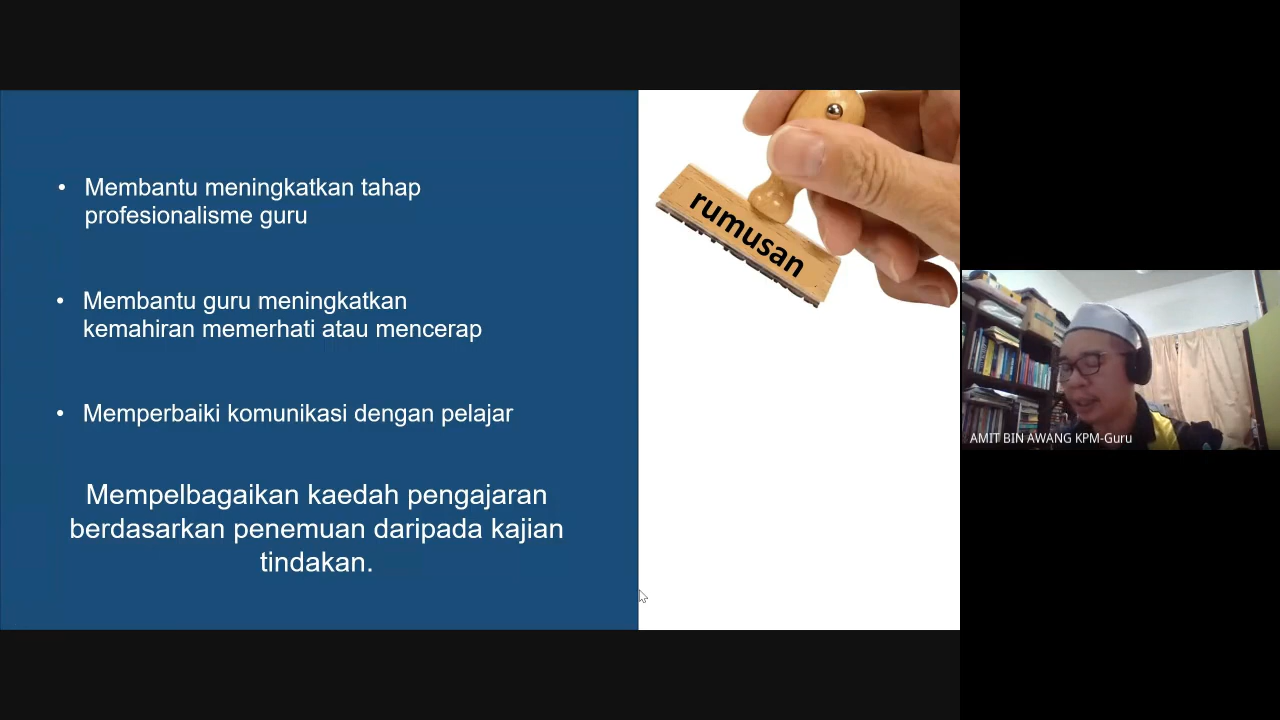 • Membantu meningkatkan tahap
profesionalisme guru
• Membantu guru meningkatkan
kemahiran memerhati atau mencerap
• Memperbaiki komunikasi dengan pelajar
Mempelbagaikan kaedah pengajaran
berdasarkan penemuan daripada kajian
tindakan.
rumusan
AMIT BIN AWANG KPM-Guru